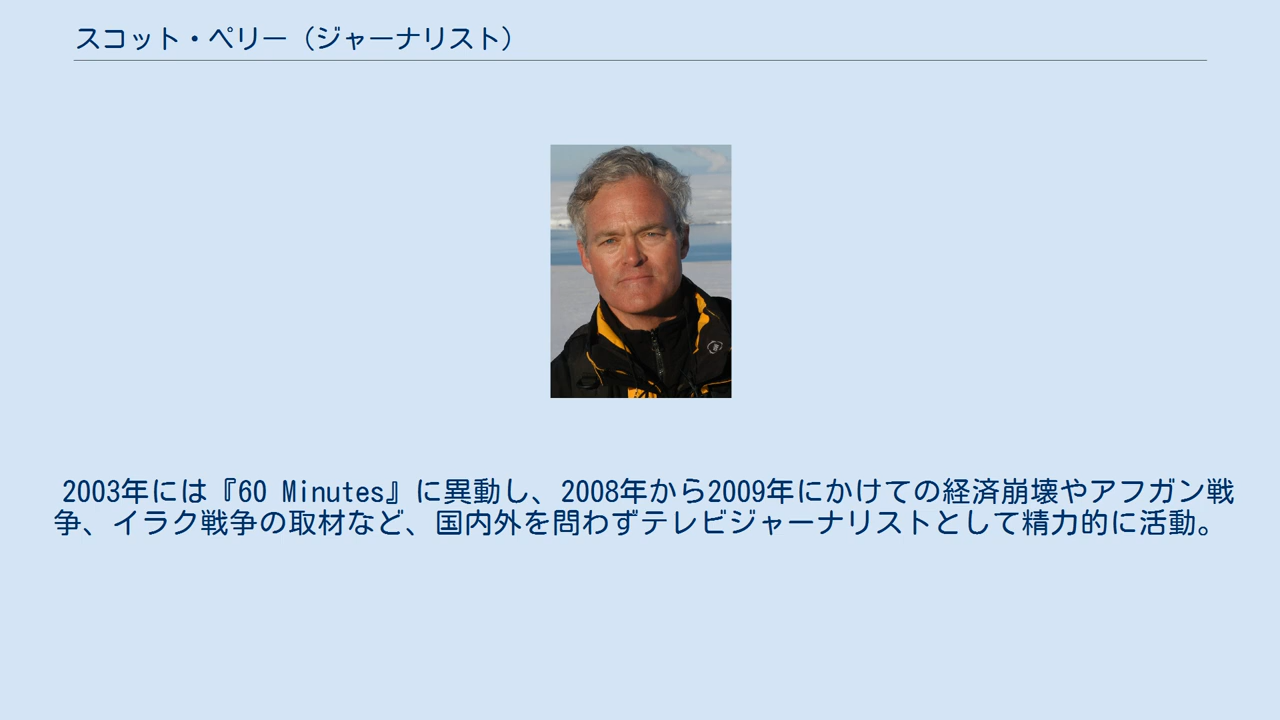 スコット・ペリー（ジャーナリスト）
2003年には『60 Minutes』に異動し、2008年から2009年にかけての経済崩壊やアフガン戦
争、イラク戦争の取材など、国内外を問わずテレビジャーナリストとして精力的に活動。